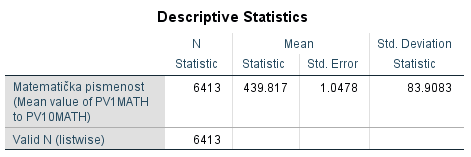 Descriptive Statistics
N Mean Std. Deviation
Statistic Statistic Std. Error Statistic
Matematička pismenost 6413 439.817 1.0478 83.9083
(Mean value of PV1MATH
to PV10MATH)
Valid N (listwise) 6413